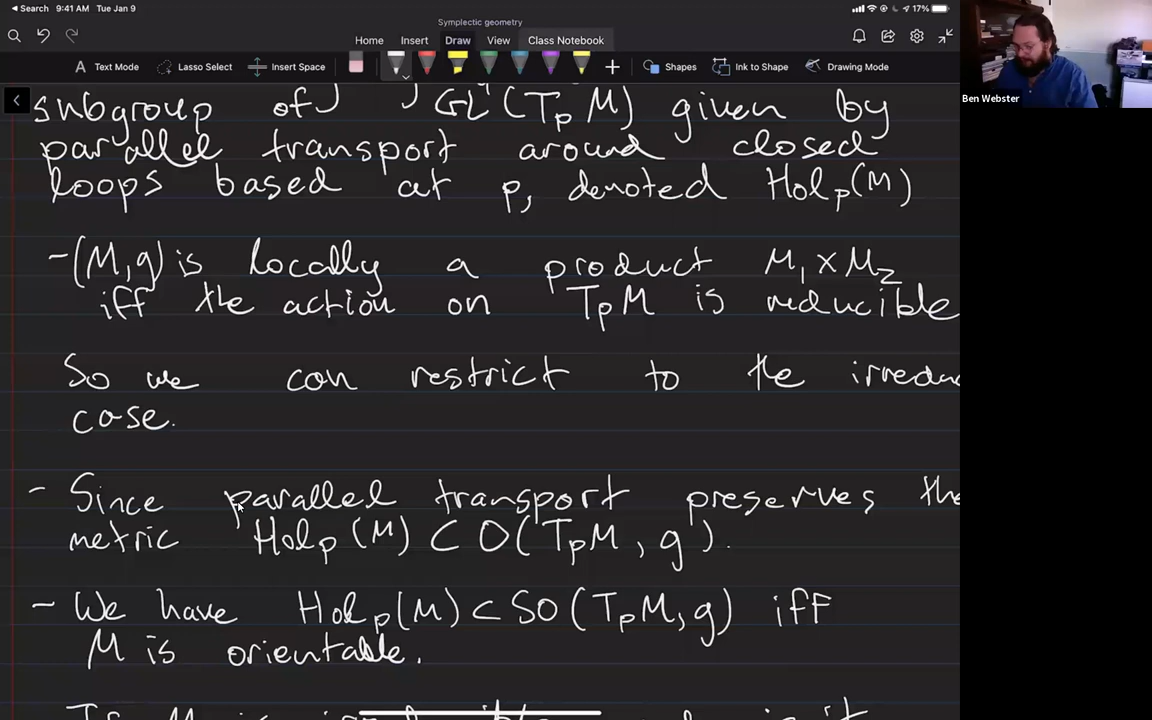 Search 9:41 AM Tue Jan 9
17%
Symplectic geometry
Home Insert Draw View Class Notebook
Text Mode Lasso Select Insert Space Shapes Ink to Shape Drawing Mode
Ben Webster
subgroup of GL(TpM) given by
parallel transport around closed
loops based at p, denoted Holp(M)
-(M,g) is locally a product M1 x M2
iff the action on TpM is reducible
So we can restrict to the
case.
- Since parallel transport preserves the
metric Holp(M) ⊂ O(TpM, g).
- We have Holp(M) ⊂ SO(TpM, g) iff
M is orientable.